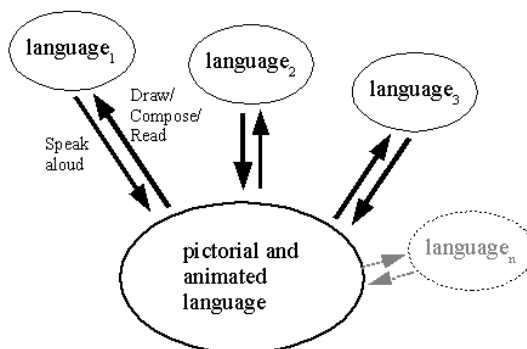 language₁
language₂
language₃
Draw/
Compose/
Read
Speak
aloud
pictorial and
animated
language
languageₙ